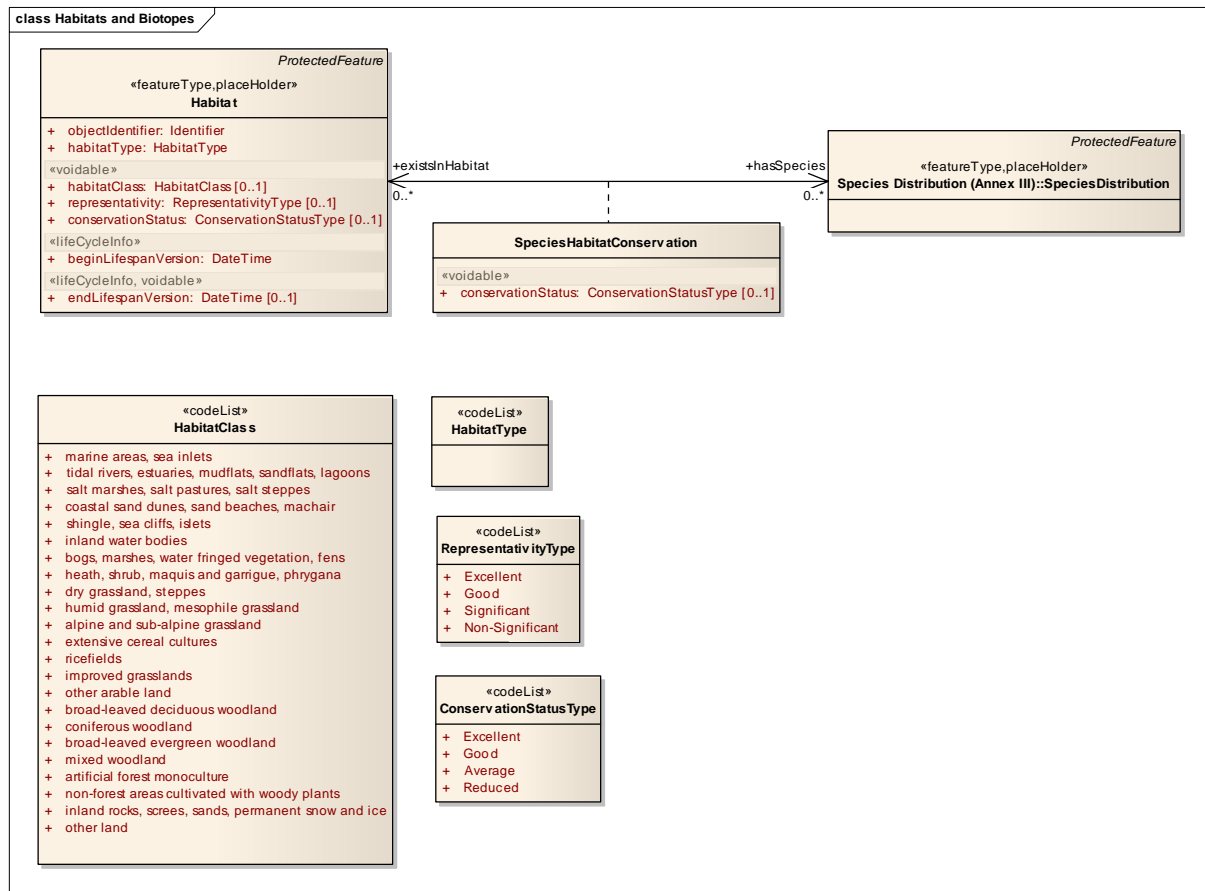 class Habitats and Biotopes
ProtectedFeature
«featureType,placeHolder»
Habitat
+ objectIdentifier: Identifier
+ habitatType: HabitatType
«voidable»
+ habitatClass: HabitatClass [0..1]
+ representativity: RepresentativityType [0..1]
+ conservationStatus: ConservationStatusType [0..1]
«lifeCycleInfo»
+ beginLifespanVersion: DateTime
«lifeCycleInfo, voidable»
+ endLifespanVersion: DateTime [0..1]
+existsInHabitat
0..*
+hasSpecies
0..*
ProtectedFeature
«featureType,placeHolder»
Species Distribution (Annex III)::SpeciesDistribution
SpeciesHabitatConservation
«voidable»
+ conservationStatus: ConservationStatusType [0..1]
«codeList»
HabitatClass
+ marine areas, sea inlets
+ tidal rivers, estuaries, mudflats, sandflats, lagoons
+ salt marshes, salt pastures, salt steppes
+ coastal sand dunes, sand beaches, machair
+ shingle, sea cliffs, islets
+ inland water bodies
+ bogs, marshes, water fringed vegetation, fens
+ heath, shrub, maquis and garrigue, phrygana
+ dry grassland, steppes
+ humid grassland, mesophile grassland
+ alpine and sub-alpine grassland
+ extensive cereal cultures
+ ricefields
+ improved grasslands
+ other arable land
+ broad-leaved deciduous woodland
+ coniferous woodland
+ broad-leaved evergreen woodland
+ mixed woodland
+ artificial forest monoculture
+ non-forest areas cultivated with woody plants
+ inland rocks, screes, sands, permanent snow and ice
+ other land
«codeList»
HabitatType
«codeList»
RepresentativityType
+ Excellent
+ Good
+ Significant
+ Non-Significant
«codeList»
ConservationStatusType
+ Excellent
+ Good
+ Average
+ Reduced